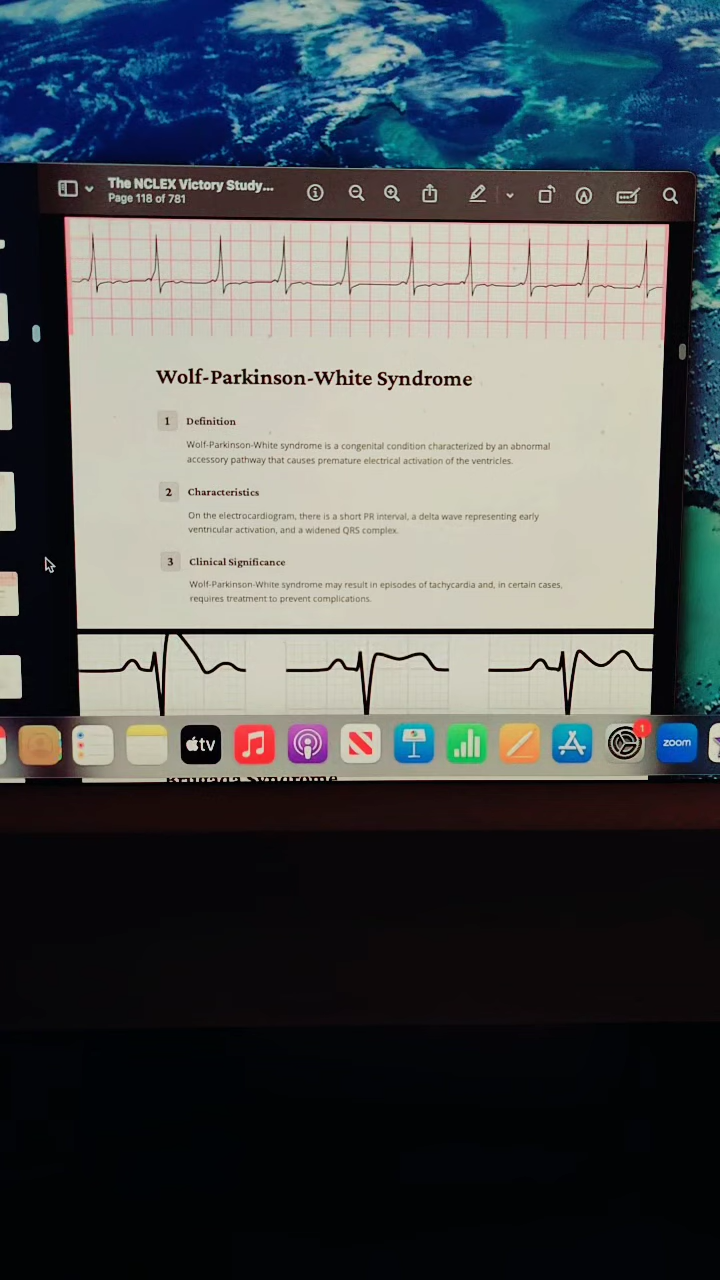 The NCLEX Victory Study...
Page 118 of 781
Wolf-Parkinson-White Syndrome
1 Definition
Wolf-Parkinson-White syndrome is a congenital condition characterized by an abnormal
accessory pathway that causes premature electrical activation of the ventricles.
2 Characteristics
On the electrocardiogram, there is a short PR interval, a delta wave representing early
ventricular activation, and a widened QRS complex.
3 Clinical Significance
Wolf-Parkinson-White syndrome may result in episodes of tachycardia and, in certain cases,
requires treatment to prevent complications.
tv
1
zoom
Brugada Syndrome